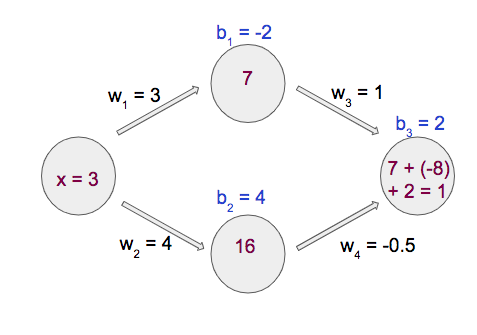 b₁ = -2
7
w₁ = 3
w₃ = 1
b₃ = 2
x = 3
7 + (-8)
+ 2 = 1
b₂ = 4
w₂ = 4
16
w₄ = -0.5